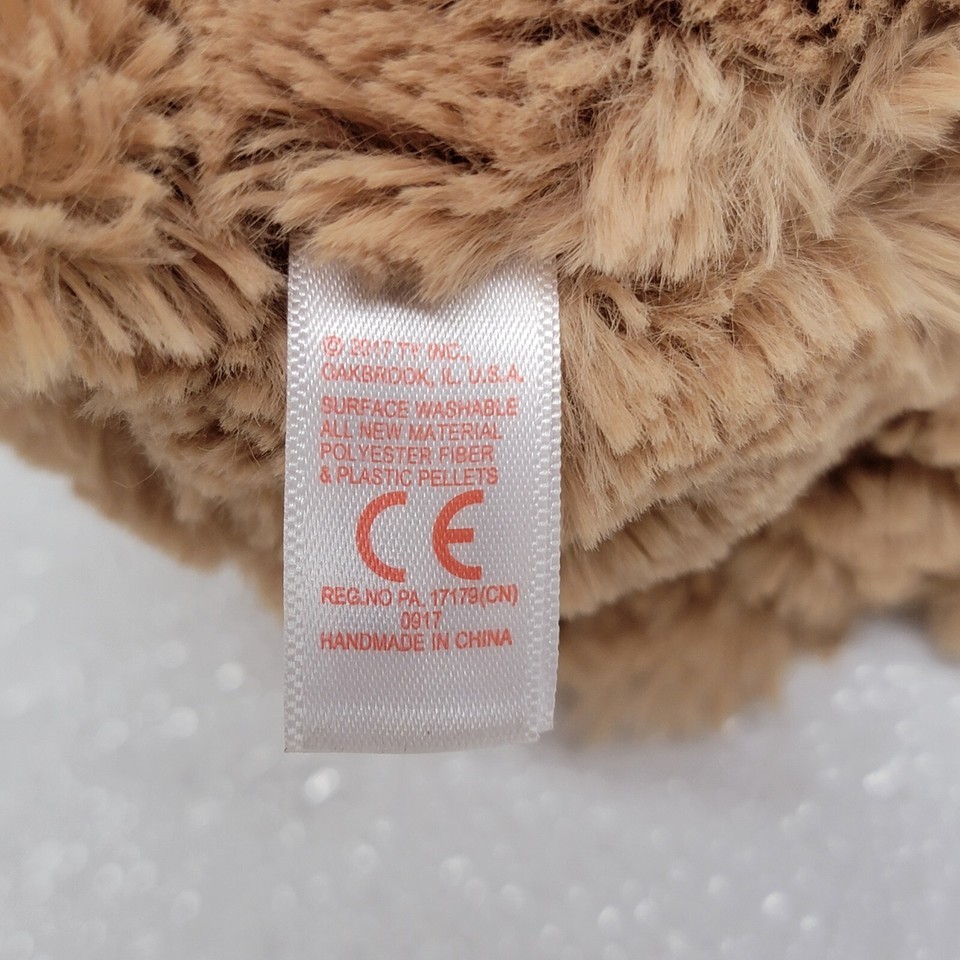 © 2017 TY INC.,
OAKBROOK, IL. U.S.A.
SURFACE WASHABLE
ALL NEW MATERIAL
POLYESTER FIBER
& PLASTIC PELLETS
CE
REG.NO PA. 17179(CN)
0917
HANDMADE IN CHINA